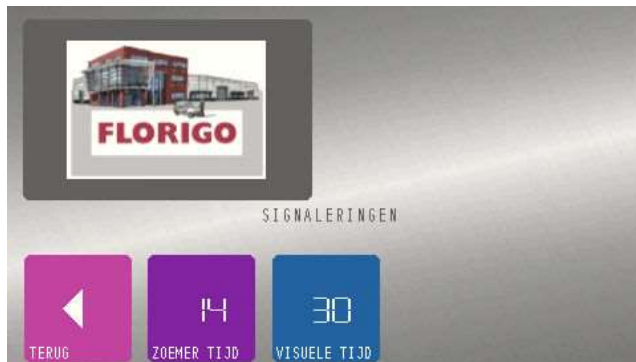 FLORIGO
SIGNALERINGEN
14
30
TERUG
ZOEMER TIJD
VISUELE TIJD